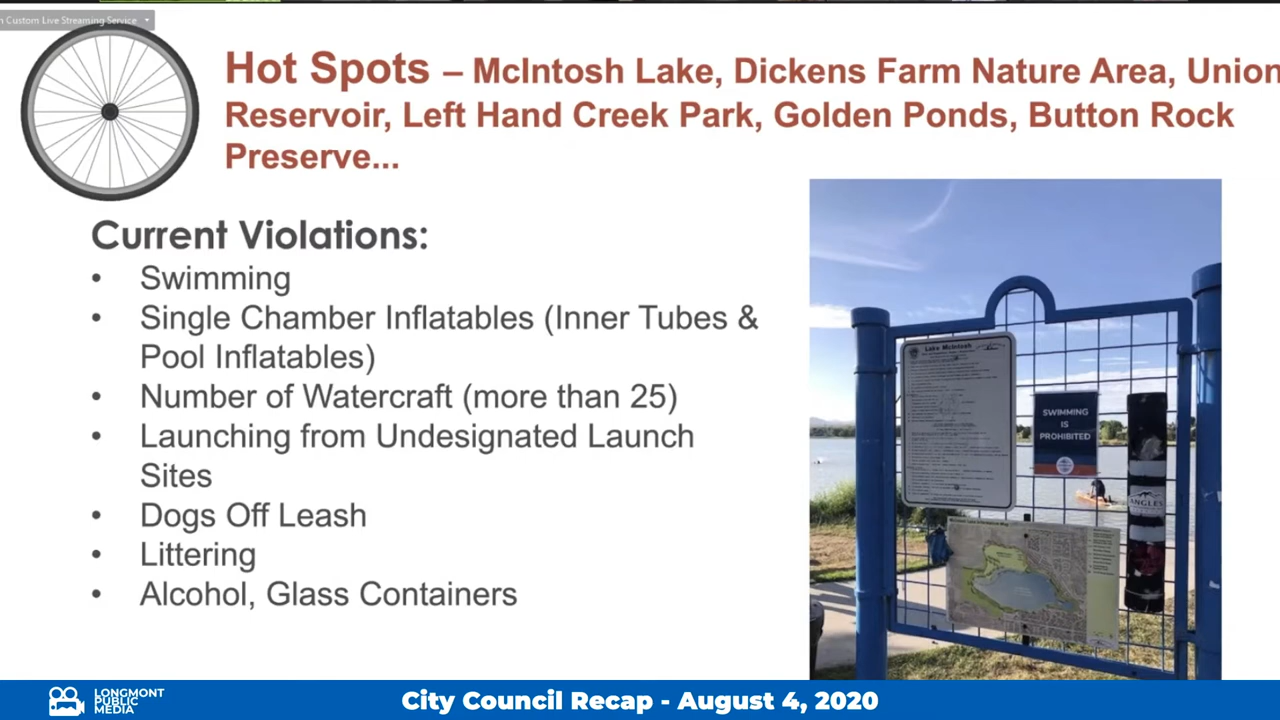 n Custom Live Streaming Service
Hot Spots – McIntosh Lake, Dickens Farm Nature Area, Union
Reservoir, Left Hand Creek Park, Golden Ponds, Button Rock
Preserve...
Current Violations:
• Swimming
• Single Chamber Inflatables (Inner Tubes &
Pool Inflatables)
• Number of Watercraft (more than 25)
• Launching from Undesignated Launch
Sites
• Dogs Off Leash
• Littering
• Alcohol, Glass Containers
Lake McIntosh
SWIMMING
IS
PROHIBITED
LONGMONT
PUBLIC
MEDIA
City Council Recap - August 4, 2020